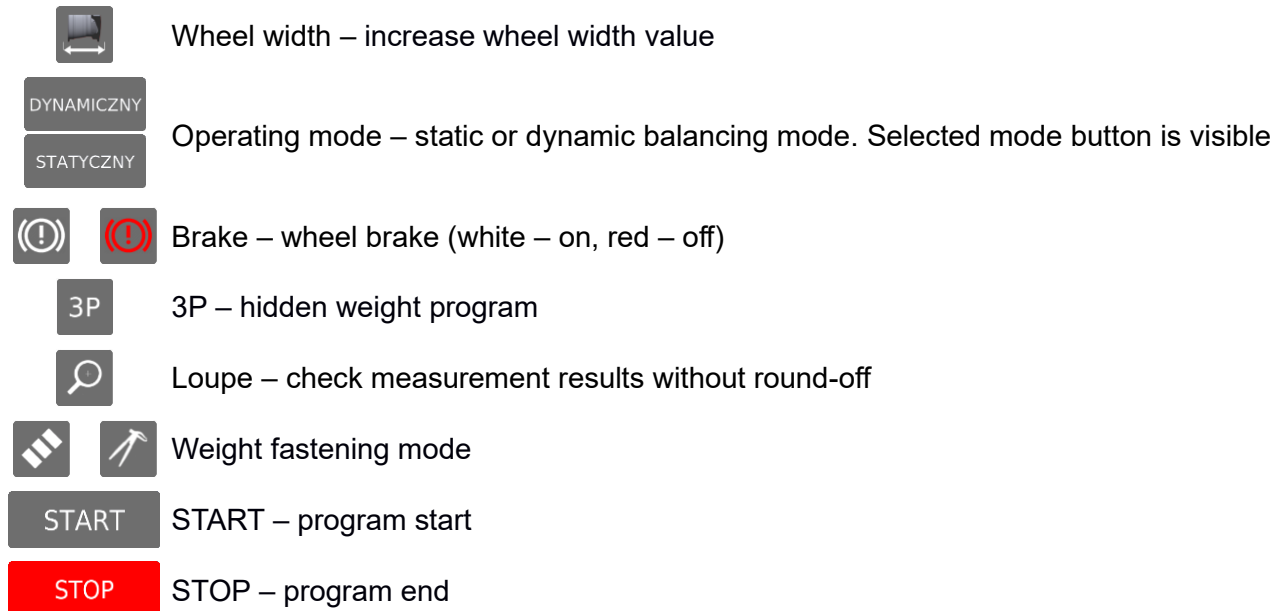 Wheel width – increase wheel width value
DYNAMICZNY
STATYCZNY
Operating mode – static or dynamic balancing mode. Selected mode button is visible
Brake – wheel brake (white – on, red – off)
3P
3P – hidden weight program
Loupe – check measurement results without round-off
Weight fastening mode
START
START – program start
STOP
STOP – program end